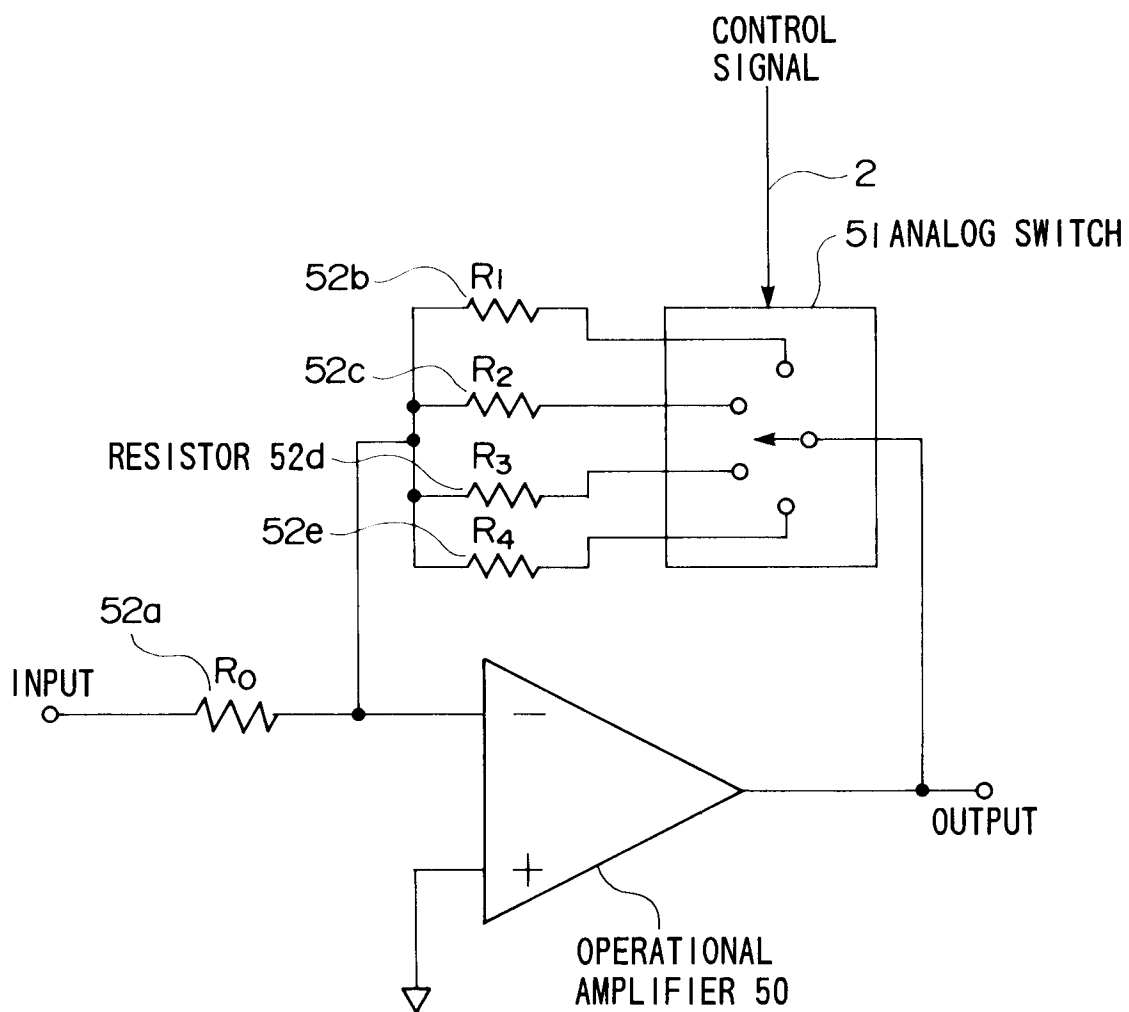 CONTROL
SIGNAL
2
51 ANALOG SWITCH
52b R1
52c R2
RESISTOR 52d R3
52e R4
52a
R0
INPUT
−
+
OUTPUT
OPERATIONAL
AMPLIFIER 50